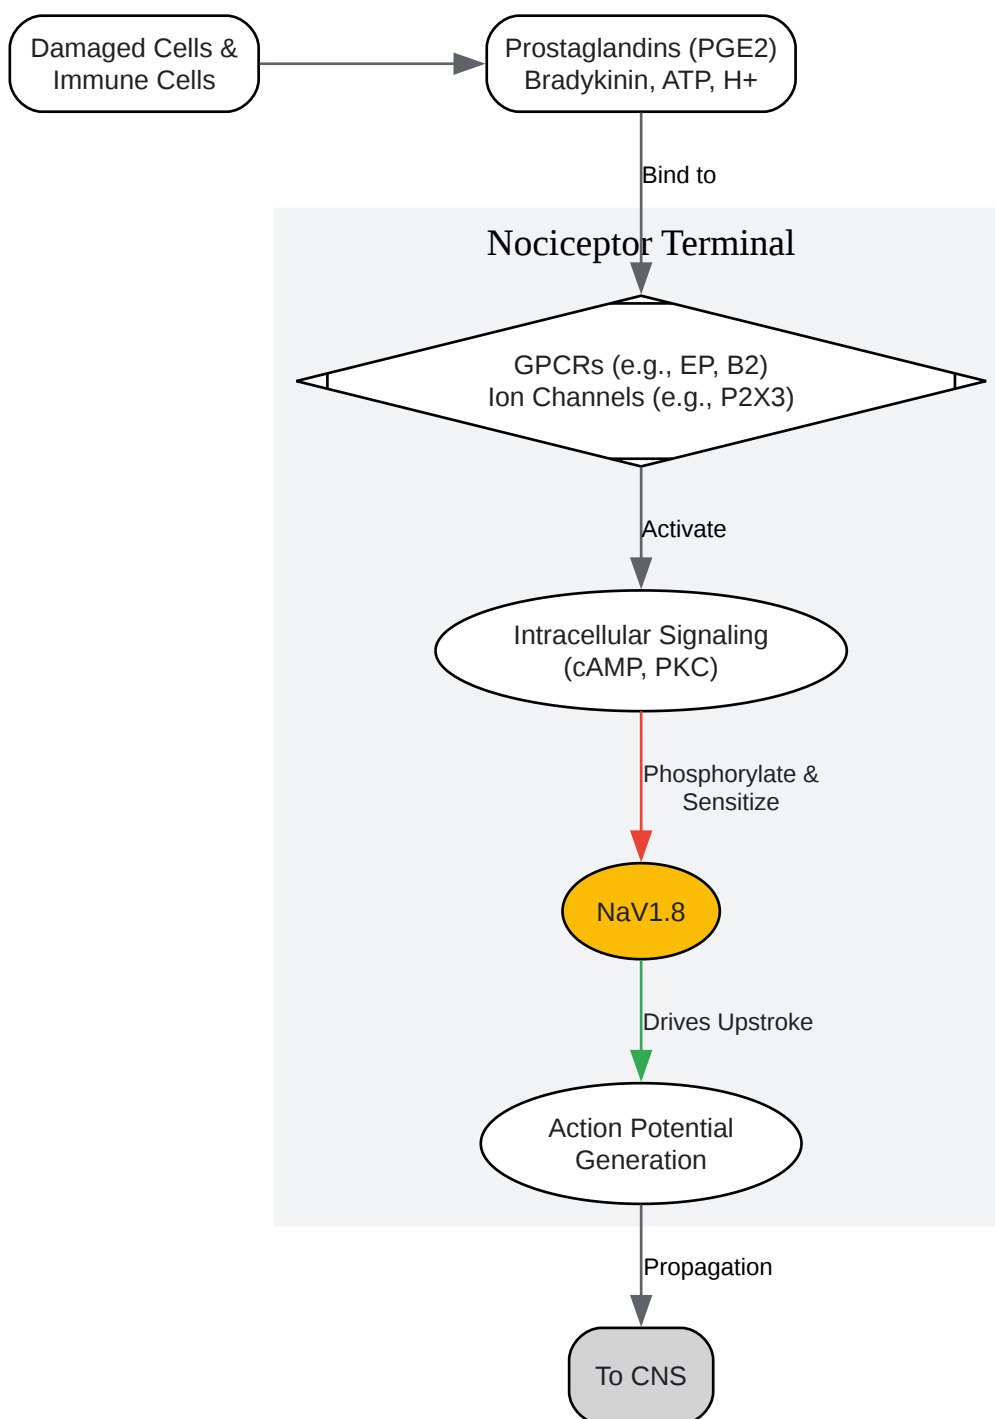 Damaged Cells &
Immune Cells
Prostaglandins (PGE2)
Bradykinin, ATP, H+
Bind to
Nociceptor Terminal
GPCRs (e.g., EP, B2)
Ion Channels (e.g., P2X3)
Activate
Intracellular Signaling
(cAMP, PKC)
Phosphorylate &
Sensitize
NaV1.8
Drives Upstroke
Action Potential
Generation
Propagation
To CNS